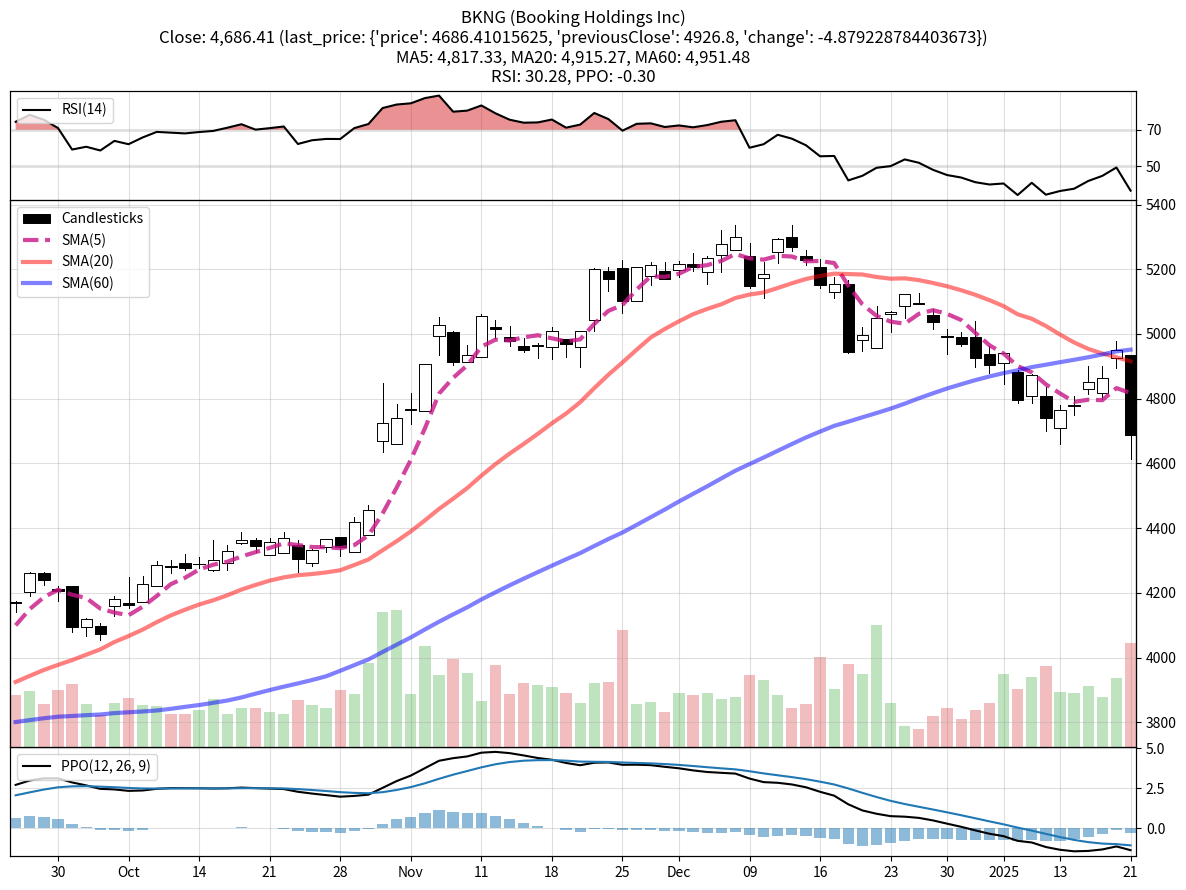 BKNG (Booking Holdings Inc)
Close: 4,686.41 (last_price: {'price': 4686.41015625, 'previousClose': 4926.8, 'change': -4.879228784403673})
MA5: 4,817.33, MA20: 4,915.27, MA60: 4,951.48
RSI: 30.28, PPO: -0.30
RSI(14)
70
50
5400
Candlesticks
SMA(5)
SMA(20)
SMA(60)
5200
5000
4800
4600
4400
4200
4000
3800
PPO(12, 26, 9)
5.0
2.5
0.0
30 Oct 14 21 28 Nov 11 18 25 Dec 09 16 23 30 2025 13 21